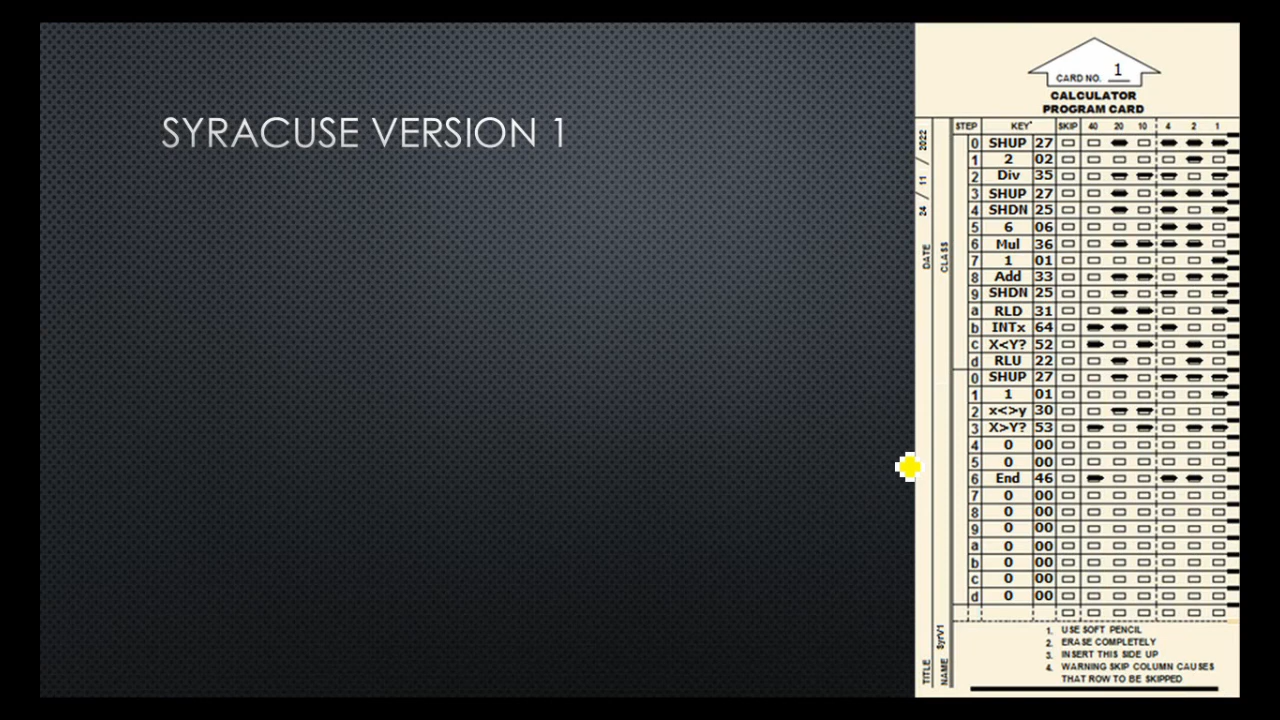 SYRACUSE VERSION 1
CARD NO. 1
CALCULATOR
PROGRAM CARD
STEP KEY* SKIP 40 20 10 4 2 1
0 SHUP 27
1 2 02
2 Div 35
3 SHUP 27
4 SHDN 25
5 6 06
6 Mul 36
7 1 01
8 Add 33
9 SHDN 25
a RLD 31
b INTx 64
c X<Y? 52
d RLU 22
0 SHUP 27
1 1 01
2 x<>y 30
3 X>Y? 53
4 0 00
5 0 00
6 End 46
7 0 00
8 0 00
9 0 00
a 0 00
b 0 00
c 0 00
d 0 00
1. USE SOFT PENCIL
2. ERASE COMPLETELY
3. INSERT THIS SIDE UP
4. WARNING SKIP COLUMN CAUSES
THAT ROW TO BE SKIPPED
TITLE
NAME SyrV1
DATE 24 / 11 / 2022
CLASS